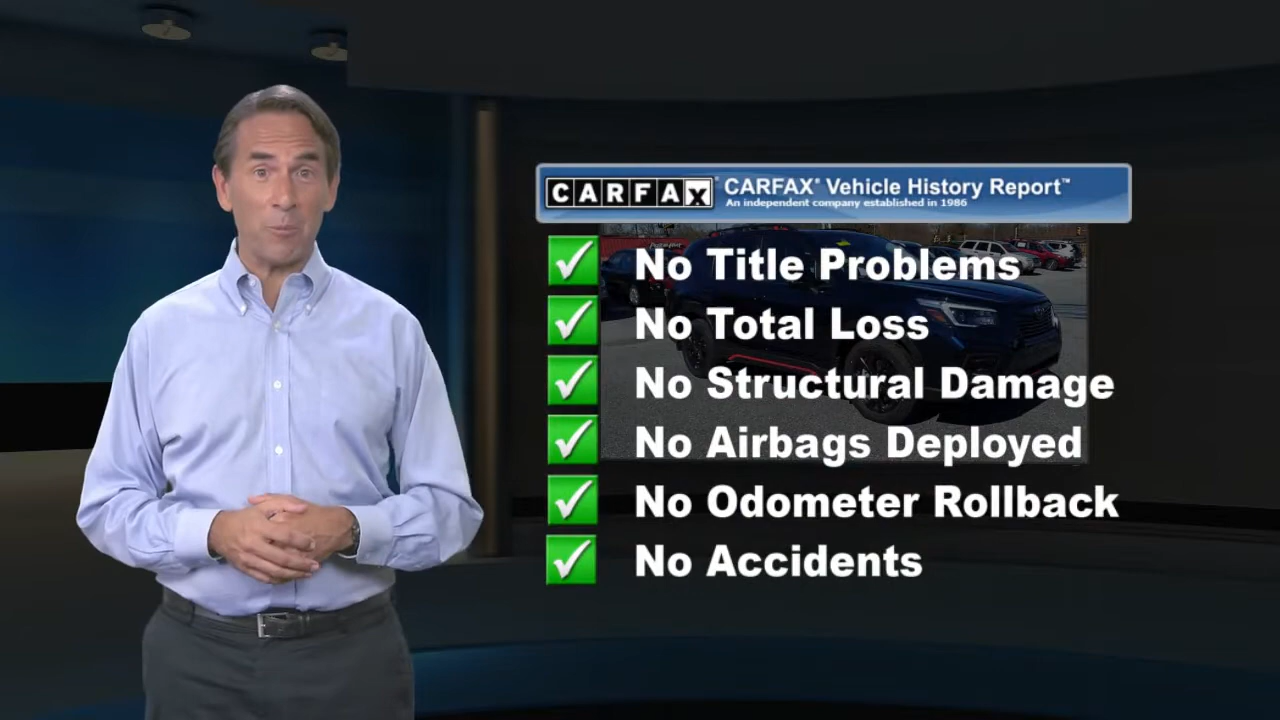 CARFAX
CARFAX® Vehicle History Report™
An independent company established in 1986
No Title Problems
No Total Loss
No Structural Damage
No Airbags Deployed
No Odometer Rollback
No Accidents